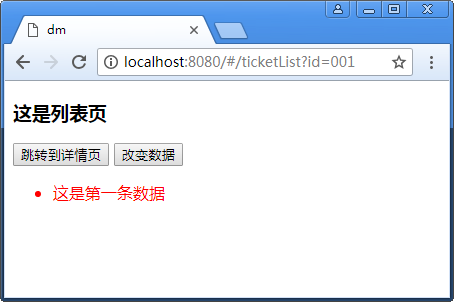 dm
localhost:8080/#/ticketList?id=001
这是列表页
跳转到详情页 改变数据
这是第一条数据